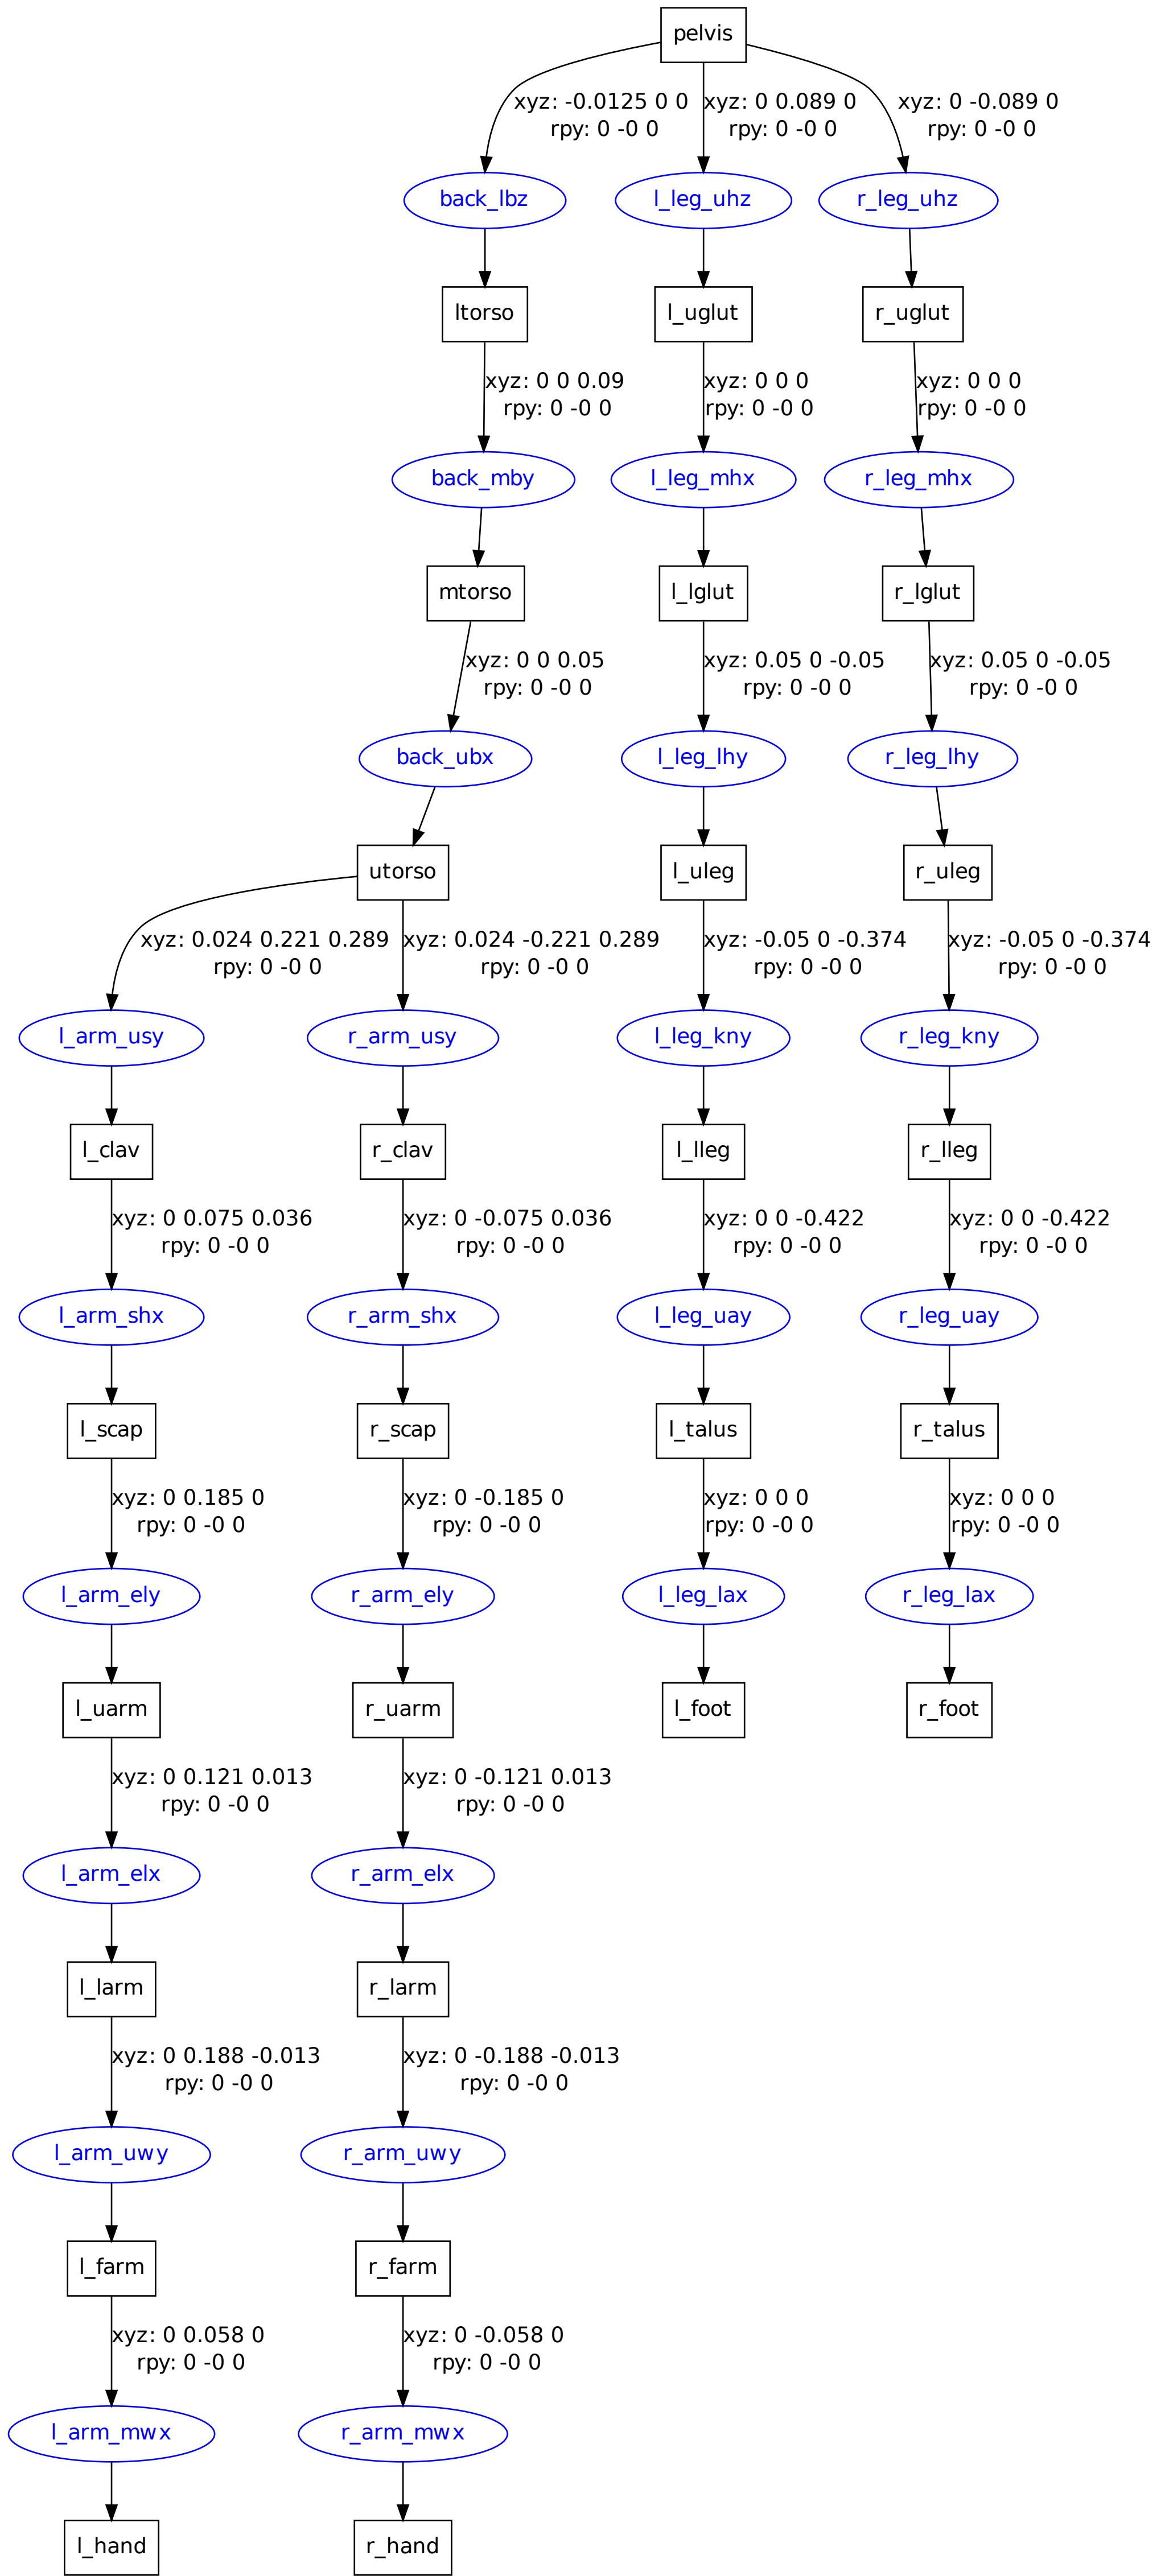 pelvis
xyz: -0.0125 0 0
rpy: 0 -0 0
xyz: 0 0.089 0
rpy: 0 -0 0
xyz: 0 -0.089 0
rpy: 0 -0 0
back_lbz
l_leg_uhz
r_leg_uhz
ltorso
l_uglut
r_uglut
xyz: 0 0 0.09
rpy: 0 -0 0
xyz: 0 0 0
rpy: 0 -0 0
xyz: 0 0 0
rpy: 0 -0 0
back_mby
l_leg_mhx
r_leg_mhx
mtorso
l_lglut
r_lglut
xyz: 0 0 0.05
rpy: 0 -0 0
xyz: 0.05 0 -0.05
rpy: 0 -0 0
xyz: 0.05 0 -0.05
rpy: 0 -0 0
back_ubx
l_leg_lhy
r_leg_lhy
utorso
l_uleg
r_uleg
xyz: 0.024 0.221 0.289
rpy: 0 -0 0
xyz: 0.024 -0.221 0.289
rpy: 0 -0 0
xyz: -0.05 0 -0.374
rpy: 0 -0 0
xyz: -0.05 0 -0.374
rpy: 0 -0 0
l_arm_usy
r_arm_usy
l_leg_kny
r_leg_kny
l_clav
r_clav
l_lleg
r_lleg
xyz: 0 0.075 0.036
rpy: 0 -0 0
xyz: 0 -0.075 0.036
rpy: 0 -0 0
xyz: 0 0 -0.422
rpy: 0 -0 0
xyz: 0 0 -0.422
rpy: 0 -0 0
l_arm_shx
r_arm_shx
l_leg_uay
r_leg_uay
l_scap
r_scap
l_talus
r_talus
xyz: 0 0.185 0
rpy: 0 -0 0
xyz: 0 -0.185 0
rpy: 0 -0 0
xyz: 0 0 0
rpy: 0 -0 0
xyz: 0 0 0
rpy: 0 -0 0
l_arm_ely
r_arm_ely
l_leg_lax
r_leg_lax
l_uarm
r_uarm
l_foot
r_foot
xyz: 0 0.121 0.013
rpy: 0 -0 0
xyz: 0 -0.121 0.013
rpy: 0 -0 0
l_arm_elx
r_arm_elx
l_larm
r_larm
xyz: 0 0.188 -0.013
rpy: 0 -0 0
xyz: 0 -0.188 -0.013
rpy: 0 -0 0
l_arm_uwy
r_arm_uwy
l_farm
r_farm
xyz: 0 0.058 0
rpy: 0 -0 0
xyz: 0 -0.058 0
rpy: 0 -0 0
l_arm_mwx
r_arm_mwx
l_hand
r_hand